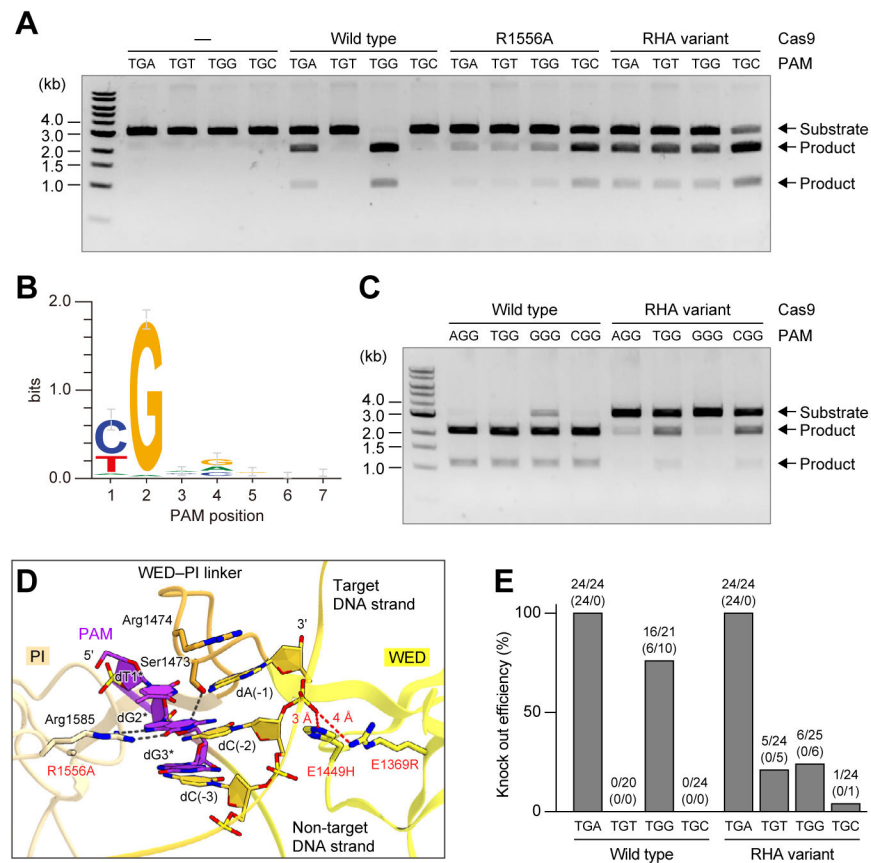 A
— Wild type R1556A RHA variant Cas9
TGA TGT TGG TGC TGA TGT TGG TGC TGA TGT TGG TGC TGA TGT TGG TGC PAM
(kb)
4.0
3.0 Substrate
2.0 Product
1.0 Product
B
2.0
1.0
0.0
bits
C
T
G
1 2 3 4 5 6 7
PAM position
C
Wild type RHA variant Cas9
AGG TGG GGG CGG AGG TGG GGG CGG PAM
(kb)
4.0
3.0 Substrate
2.0 Product
1.0 Product
D
WED–PI linker
Target
DNA strand
Arg1474
3'
PAM
PI
5'
Ser1473
WED
dT1*
dA(-1)
Arg1585
dG2*
3 Å 4 Å
dC(-2)
R1556A
dG3*
E1449H
E1369R
dC(-3)
Non-target
DNA strand
E
24/24
(24/0)
24/24
(24/0)
100
16/21
(6/10)
50
5/24
(0/5)
6/25
(0/6)
0/20
(0/0)
0/24
(0/0)
1/24
(0/1)
0
Knock out efficiency (%)
TGA TGT TGG TGC TGA TGT TGG TGC
Wild type RHA variant